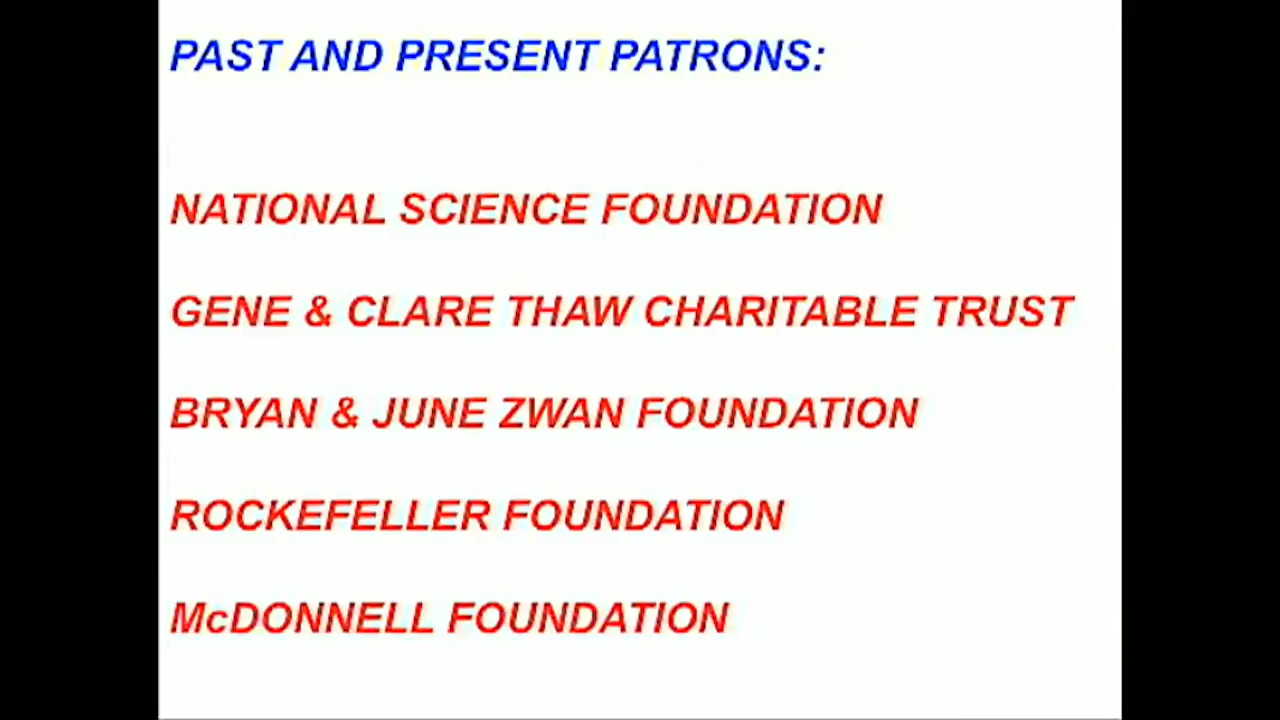 PAST AND PRESENT PATRONS:
NATIONAL SCIENCE FOUNDATION
GENE & CLARE THAW CHARITABLE TRUST
BRYAN & JUNE ZWAN FOUNDATION
ROCKEFELLER FOUNDATION
McDONNELL FOUNDATION